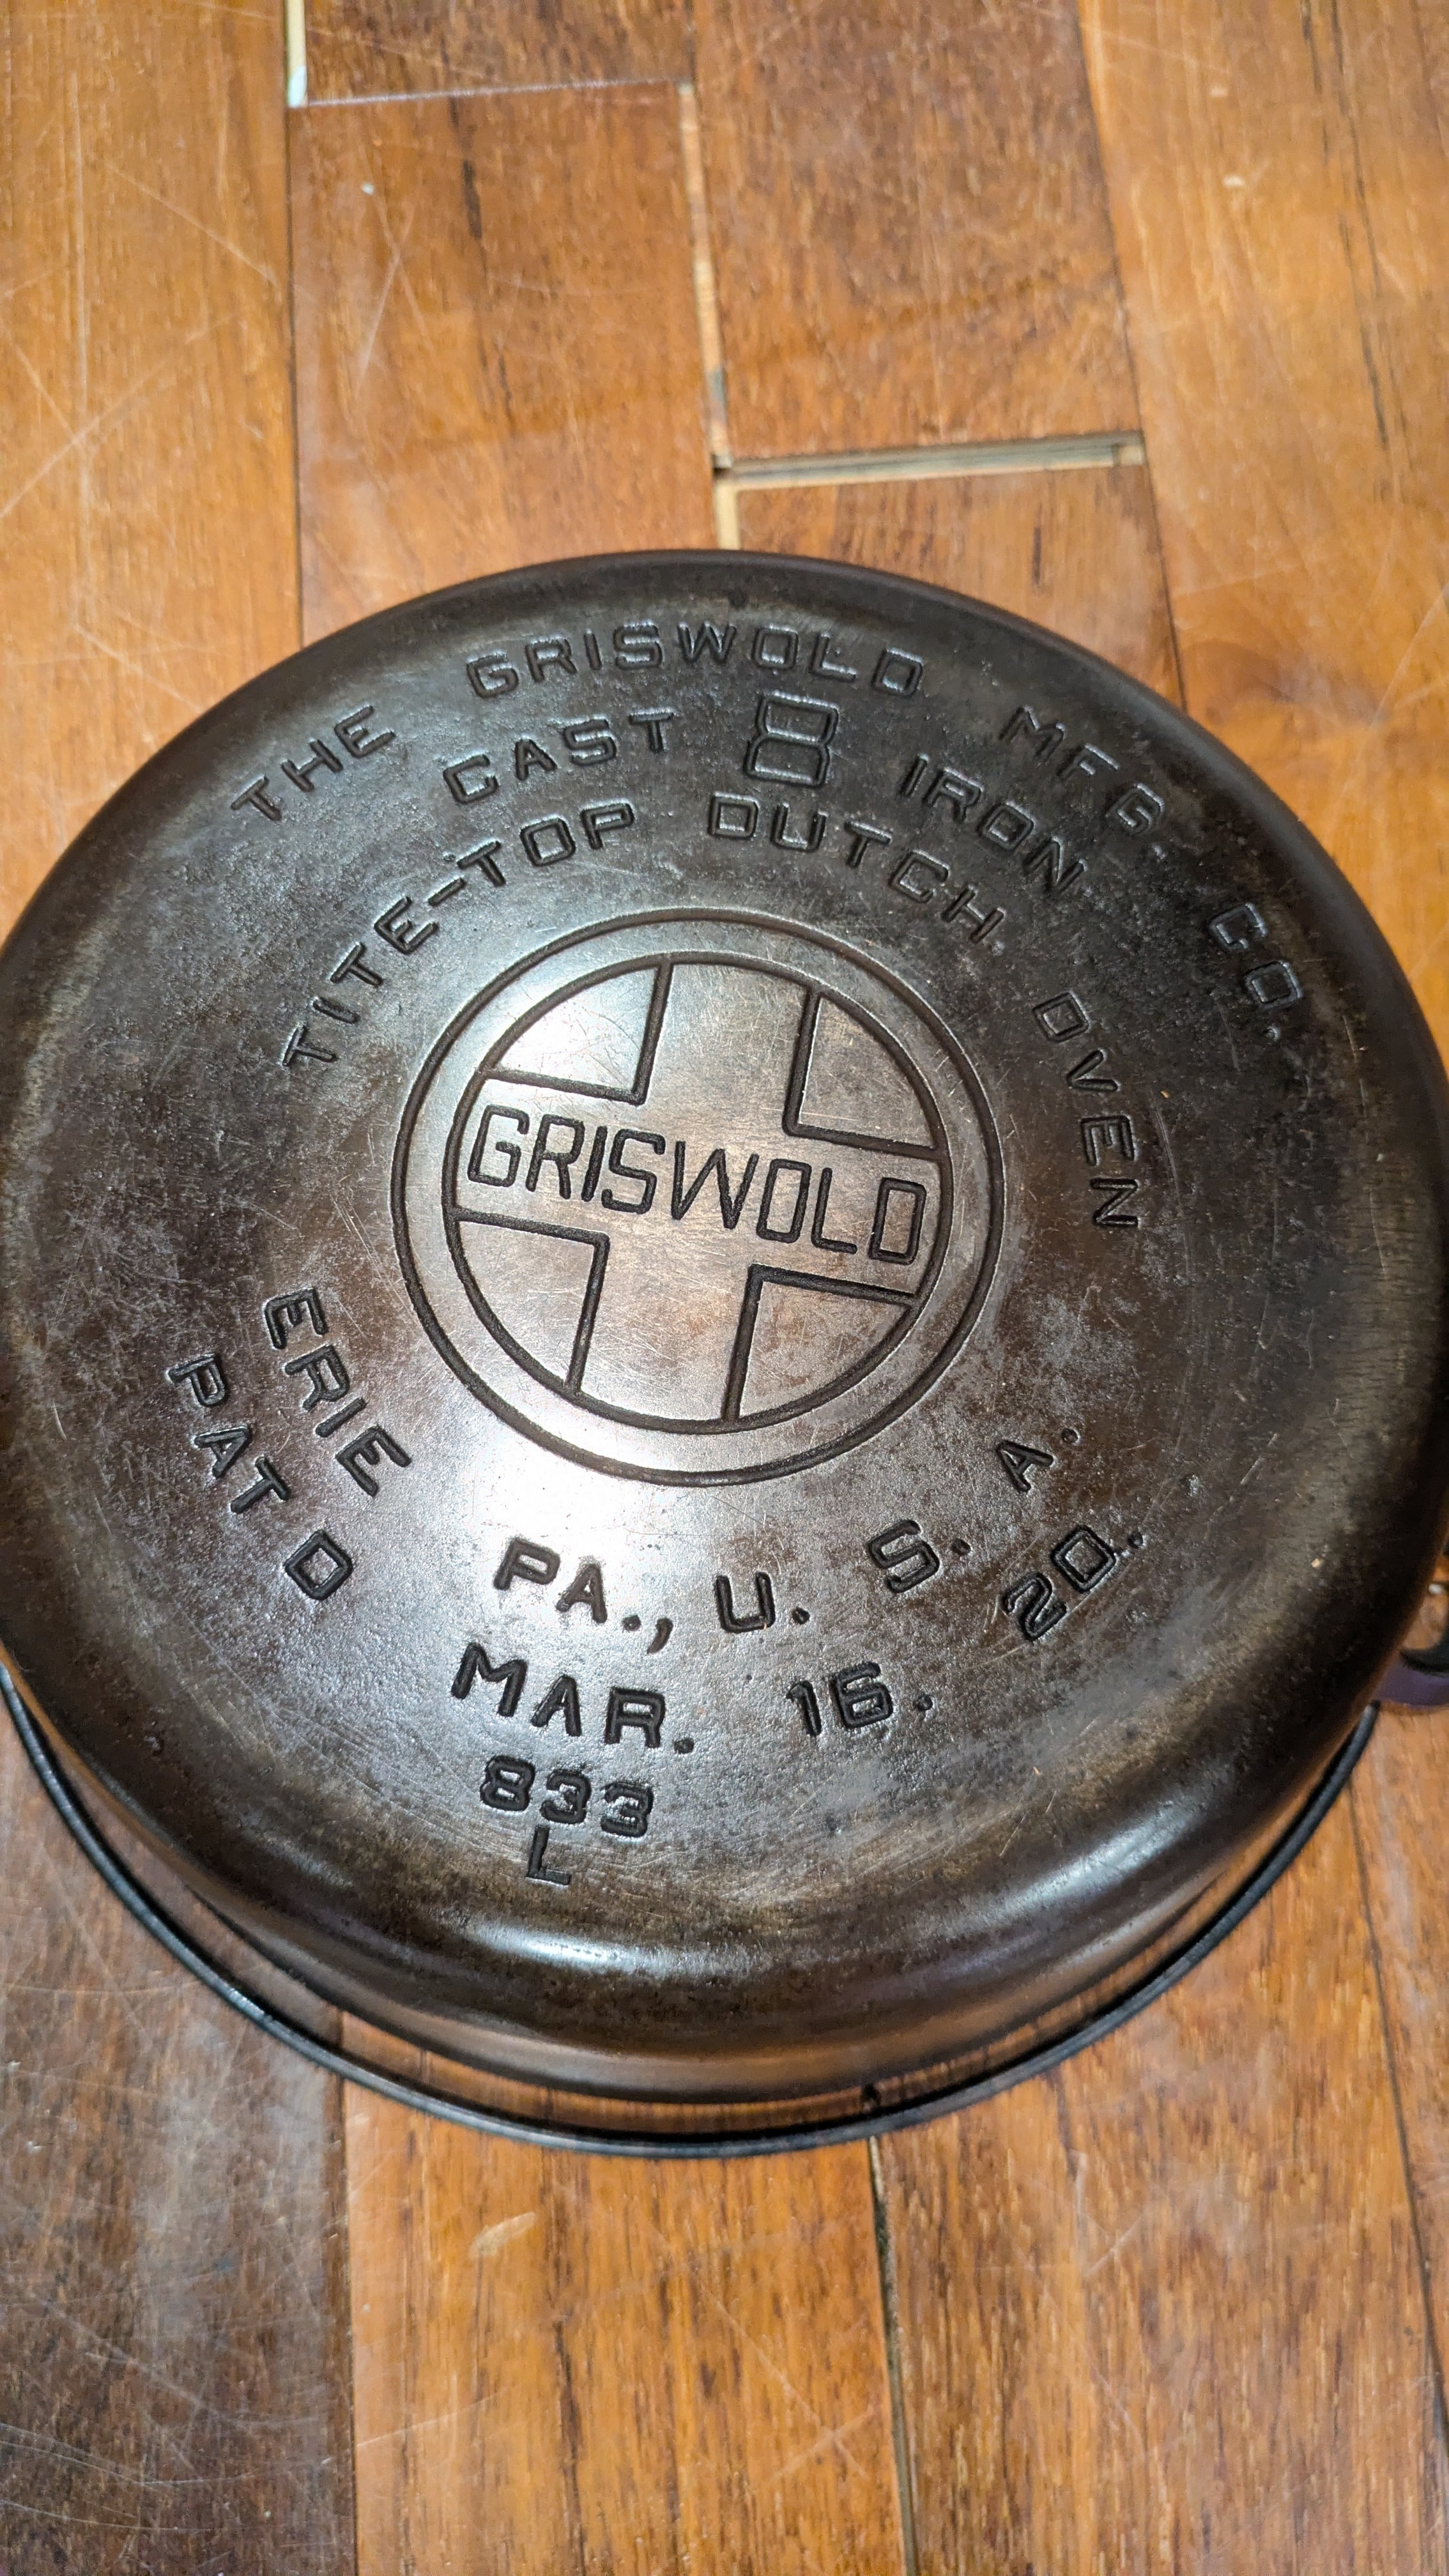 THE GRISWOLD MFG. CO.
CAST 8 IRON
TITE-TOP DUTCH OVEN
GRISWOLD
ERIE PA., U. S. A.
PAT D MAR. 16. 20.
833
L